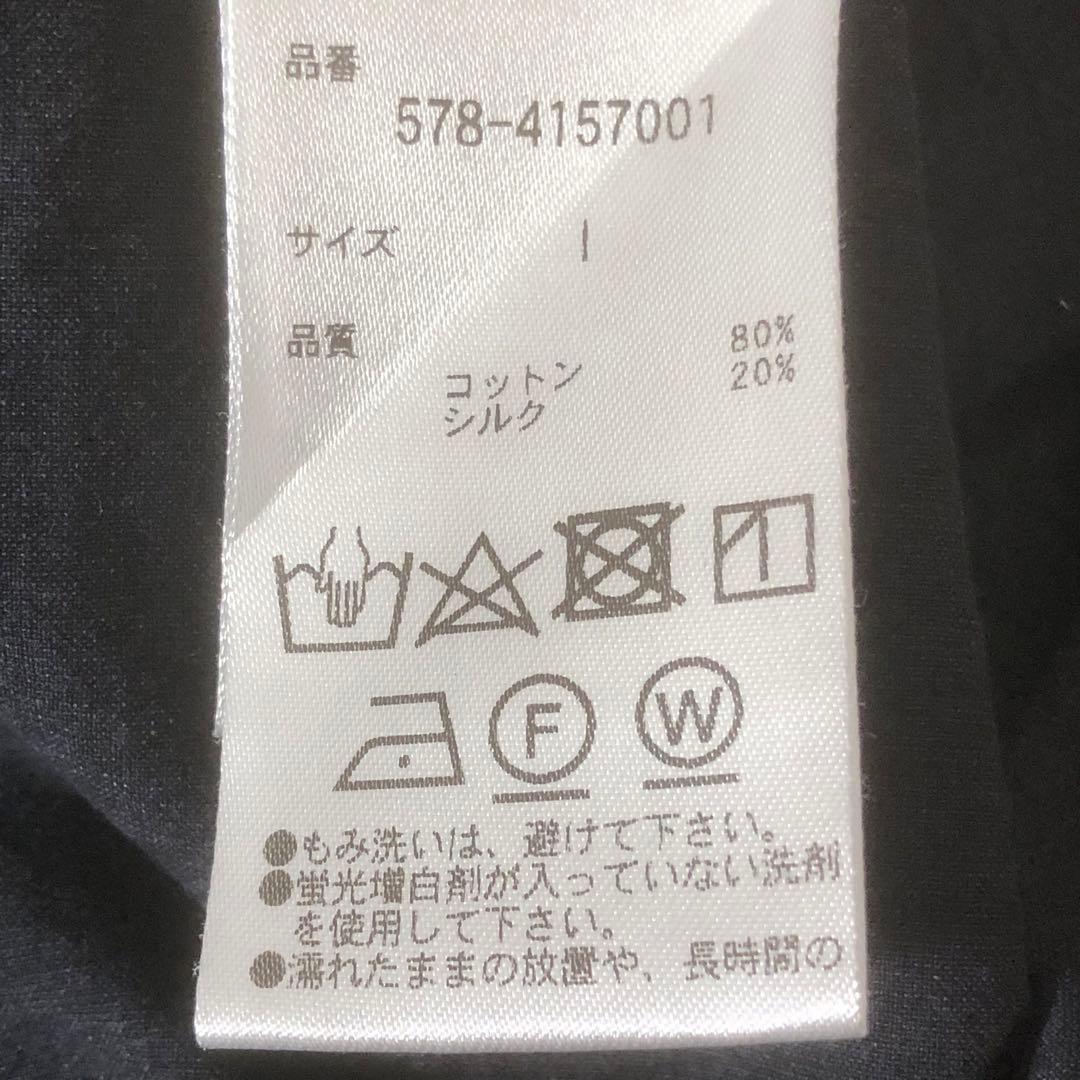 品番
578-4157001
サイズ I
品質
コットン 80%
シルク 20%
F W
●もみ洗いは、避けて下さい。
●蛍光増白剤が入っていない洗剤
を使用して下さい。
●濡れたままの放置や、長時間の